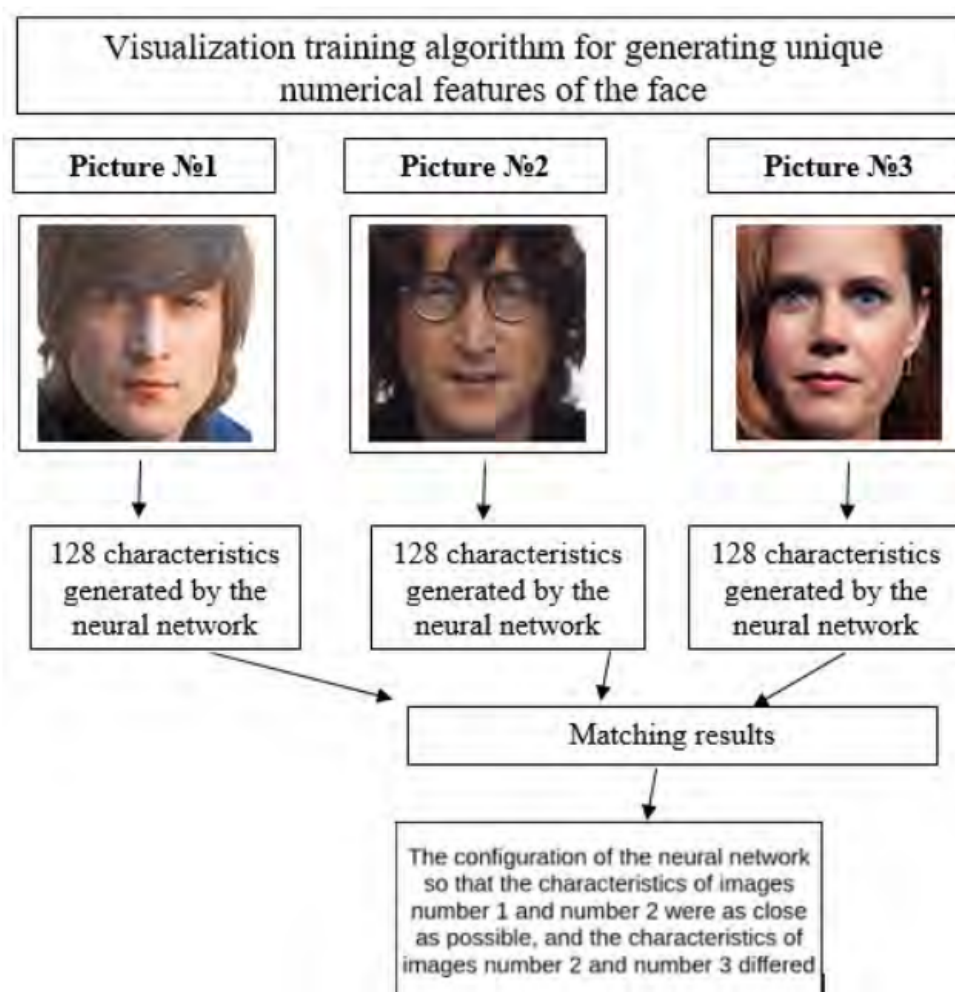 Visualization training algorithm for generating unique
numerical features of the face
Picture №1
Picture №2
Picture №3
128 characteristics
generated by the
neural network
128 characteristics
generated by the
neural network
128 characteristics
generated by the
neural network
Matching results
The configuration of the neural network
so that the characteristics of images
number 1 and number 2 were as close
as possible, and the characteristics of
images number 2 and number 3 differed